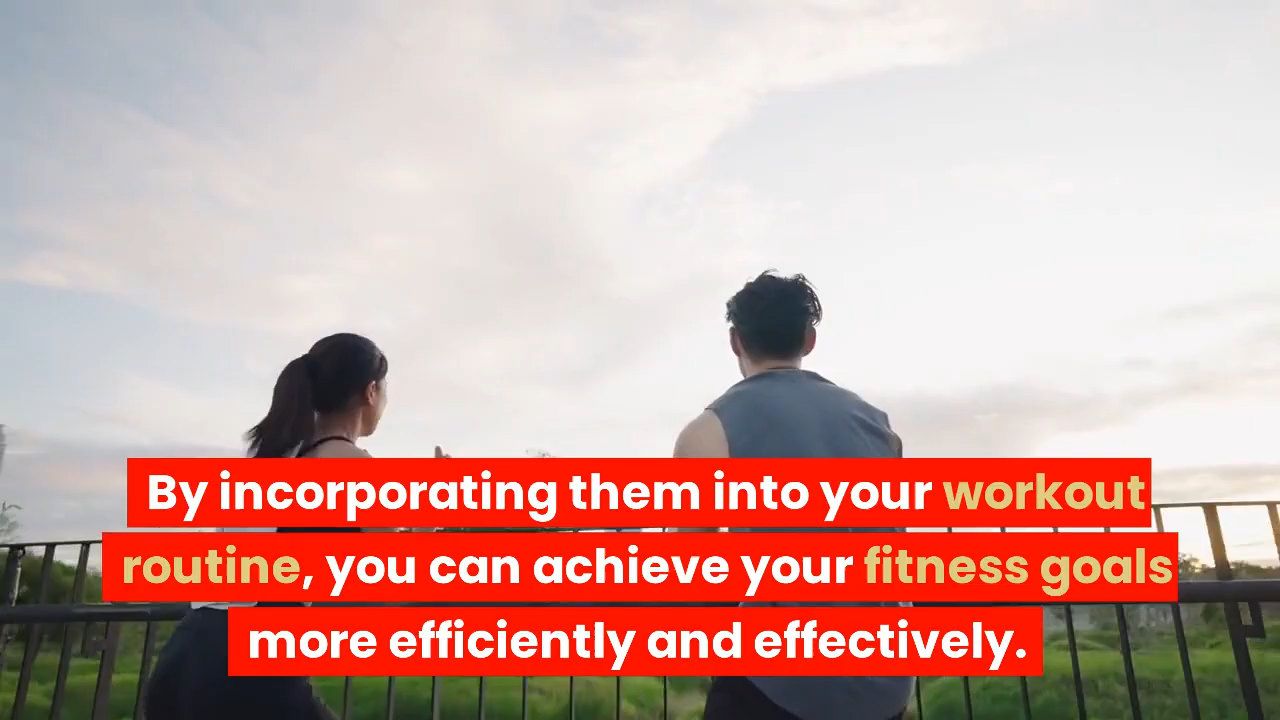 By incorporating them into your workout
routine, you can achieve your fitness goals
more efficiently and effectively.